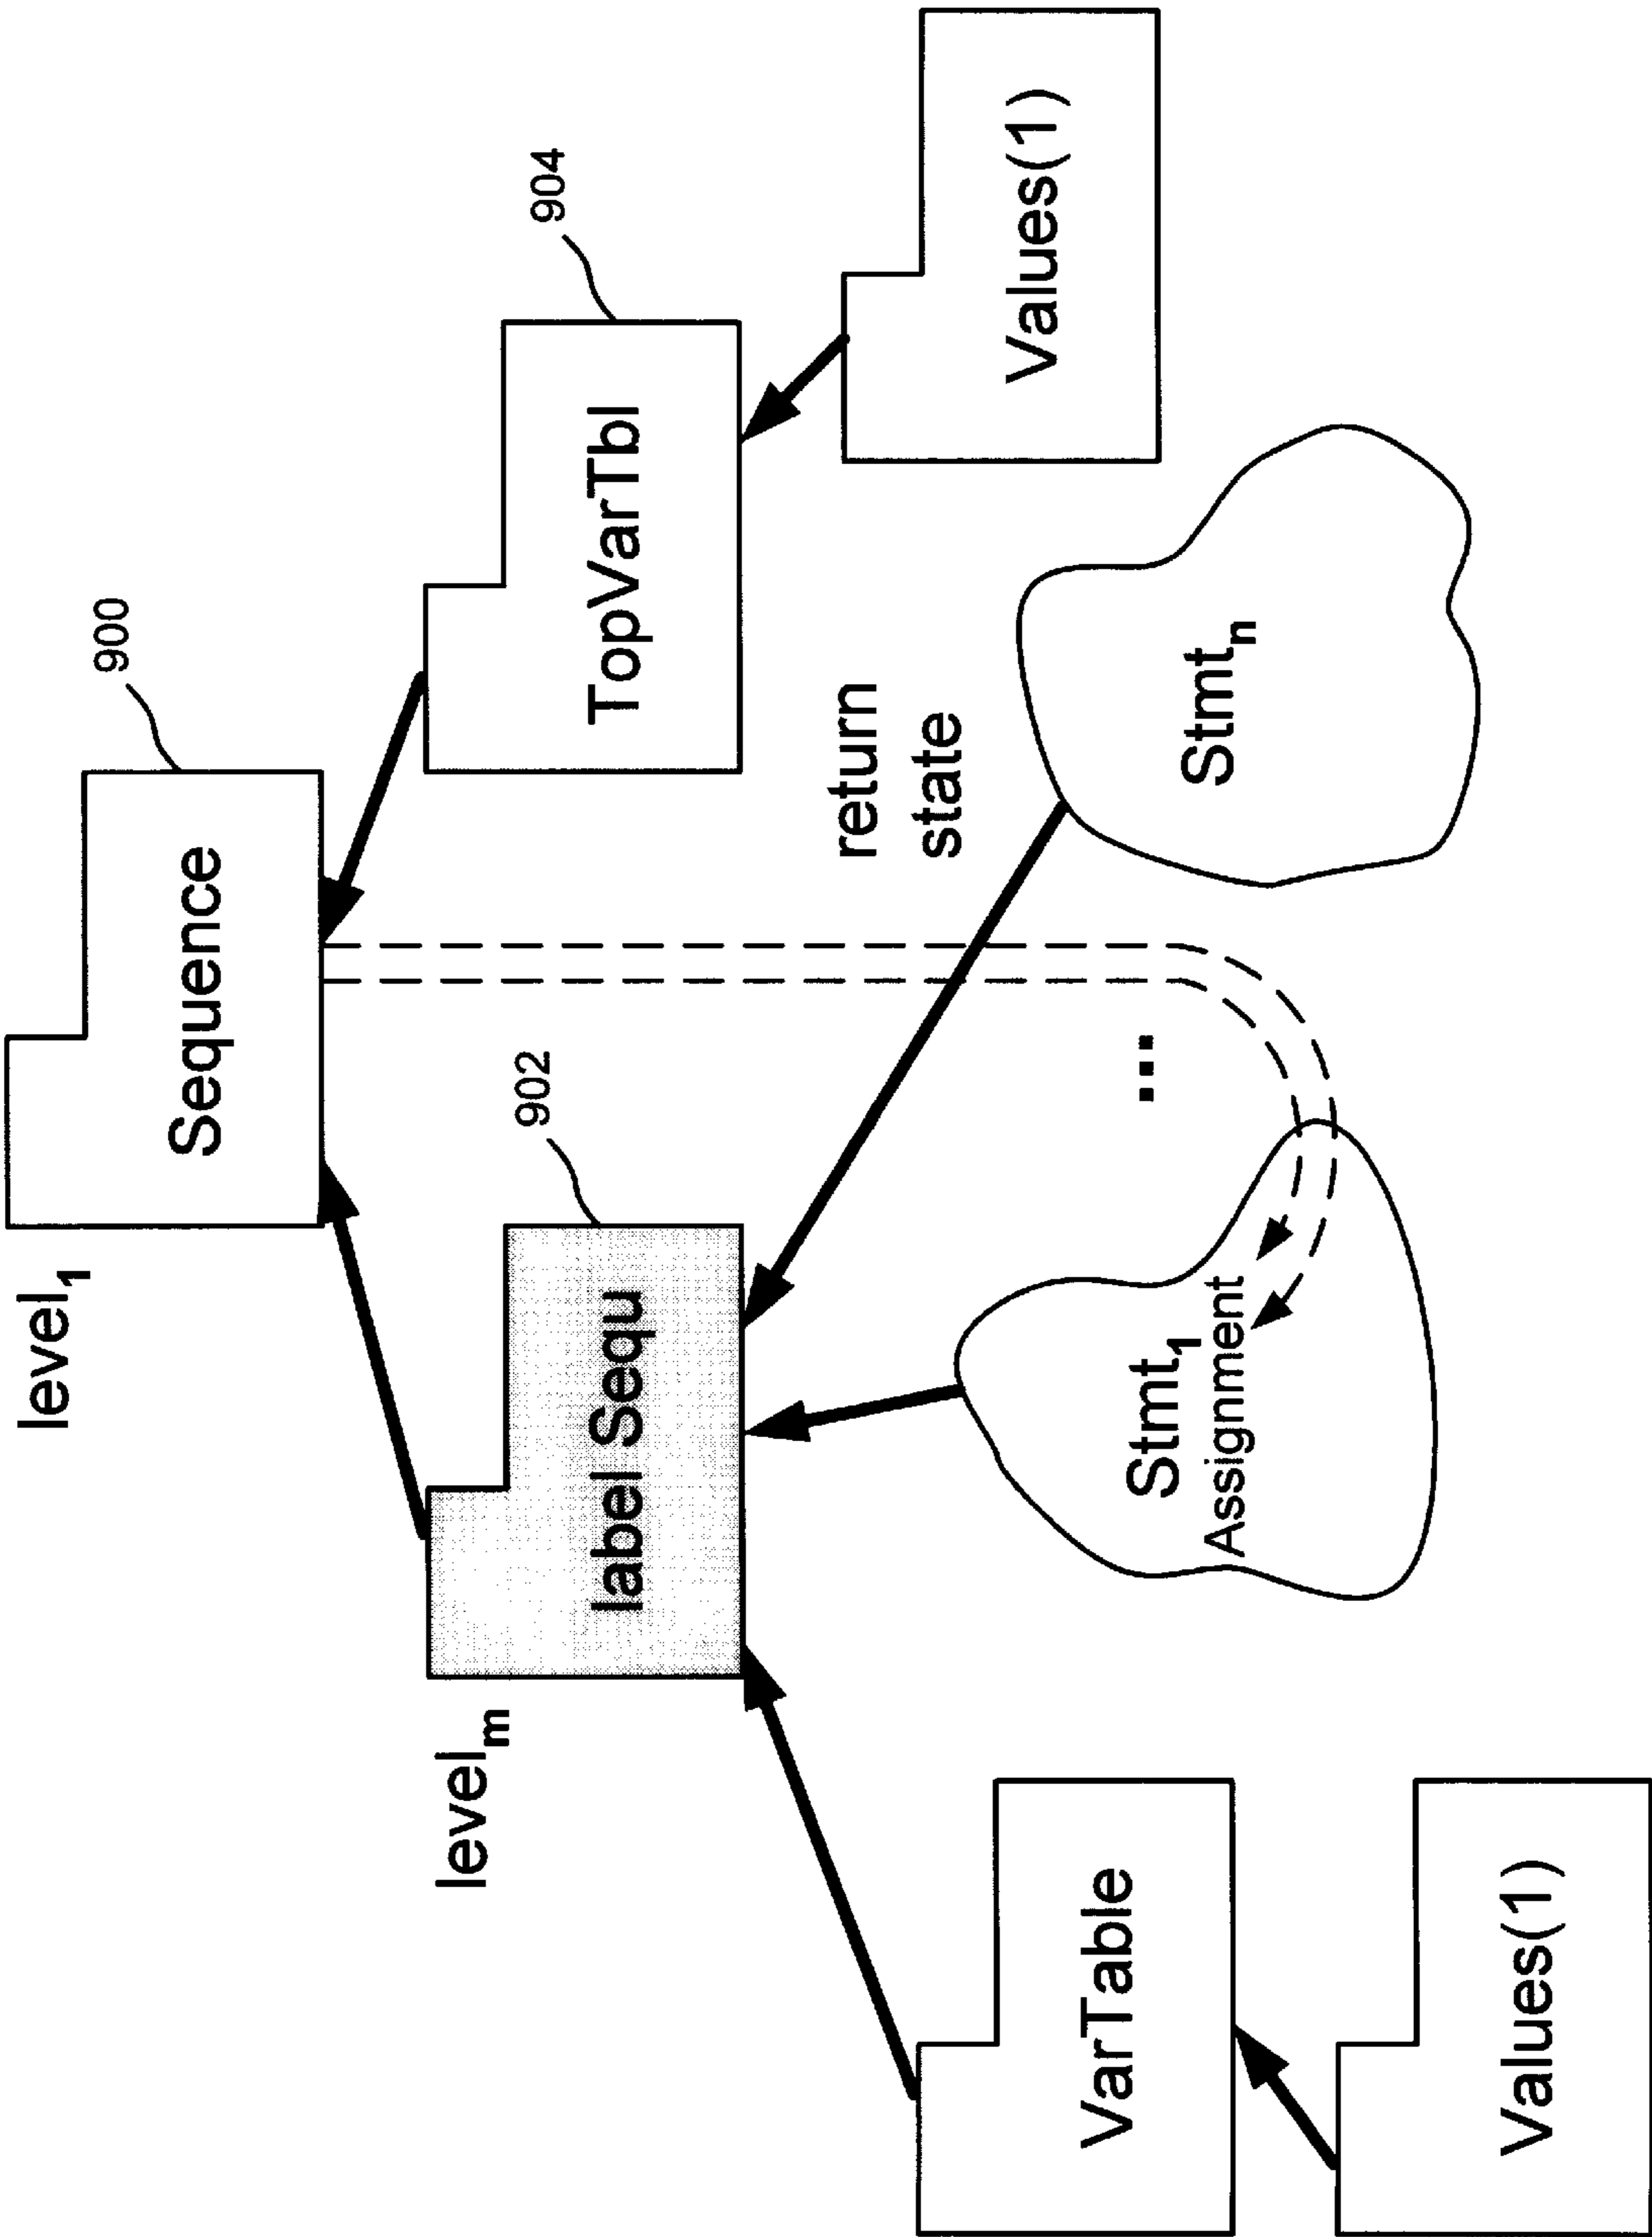 level1
Sequence
900
levelm
label Sequ
902
TopVarTbl
904
return
state
VarTable
Stmt1
Assignment
...
Stmtn
Values(1)
Values(1)